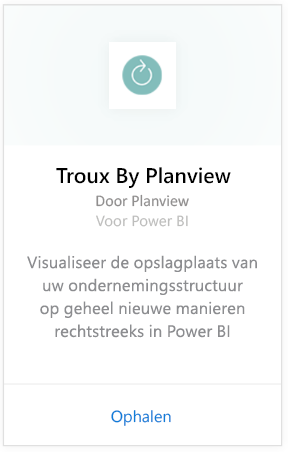 Troux By Planview
Door Planview
Voor Power BI
Visualiseer de opslagplaats van
uw ondernemingsstructuur
op geheel nieuwe manieren
rechtstreeks in Power BI
Ophalen